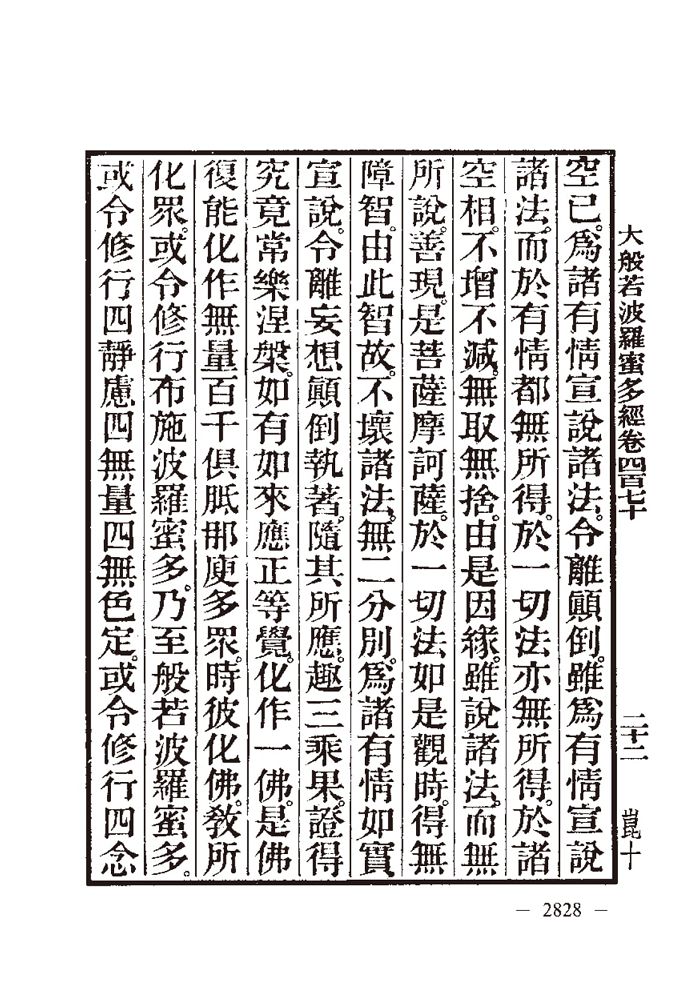 大般若波羅蜜多經卷四百七十 二十二 崑十
空已。爲諸有情宣說諸法。令離顚倒。雖爲有情宣說
諸法。而於有情都無所得。於一切法亦無所得。於諸
空相。不增不減。無取無捨。由是因緣。雖說諸法。而無
所說。善現。是菩薩摩訶薩。於一切法如是觀時。得無
障智。由此智故。不壞諸法。無二分別。爲諸有情如實
宣說。令離妄想顚倒執著。隨其所應。趣三乘果。證得
究竟常樂涅槃。如有如來應正等覺。化作一佛。是佛
復能化作無量百千俱胝那庾多眾。時彼化佛。敎所
化眾。或令修行布施波羅蜜多。乃至般若波羅蜜多。
或令修行四靜慮四無量四無色定。或令修行四念
— 2828 —